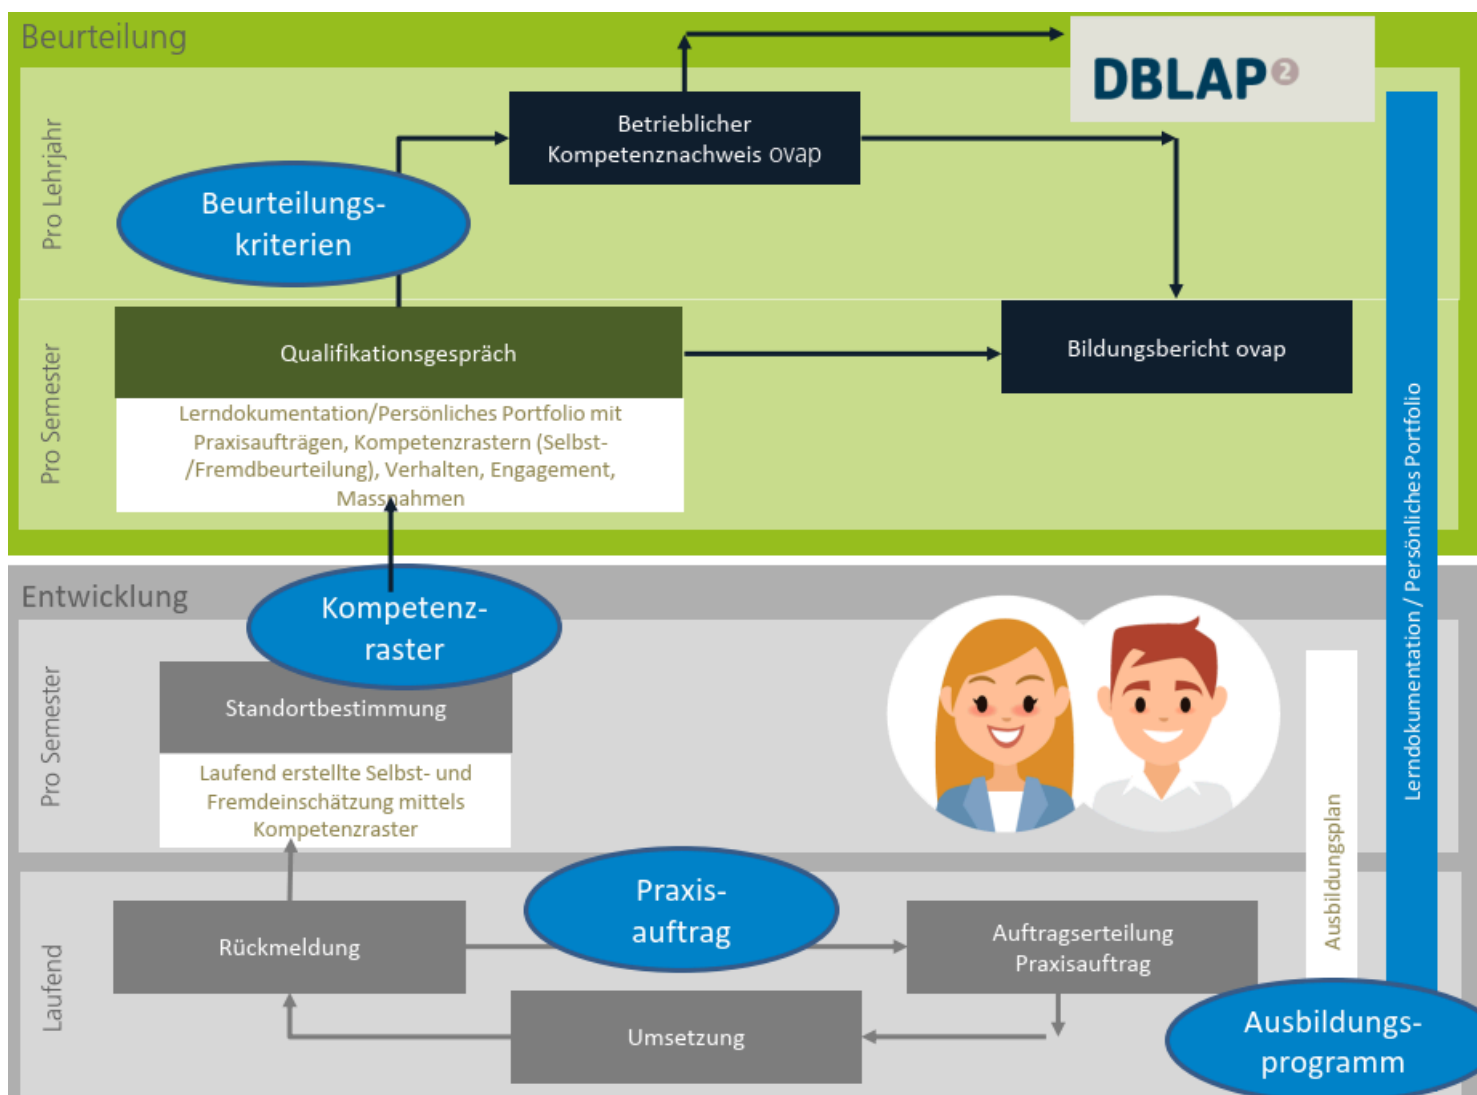 Beurteilung
DBLAP2
Pro Lehrjahr
Betrieblicher
Kompetenznachweis ovap
Beurteilungs-
kriterien
Pro Semester
Qualifikationsgespräch
Bildungsbericht ovap
Lerndokumentation/Persönliches Portfolio mit
Praxisaufträgen, Kompetenzrastern (Selbst-
/Fremdbeurteilung), Verhalten, Engagement,
Massnahmen
Lerndokumentation / Persönliches Portfolio
Entwicklung
Kompetenz-
raster
Pro Semester
Standortbestimmung
Laufend erstellte Selbst- und
Fremdeinschätzung mittels
Kompetenzraster
Ausbildungsplan
Laufend
Praxis-
auftrag
Rückmeldung
Auftragserteilung
Praxisauftrag
Umsetzung
Ausbildungs-
programm